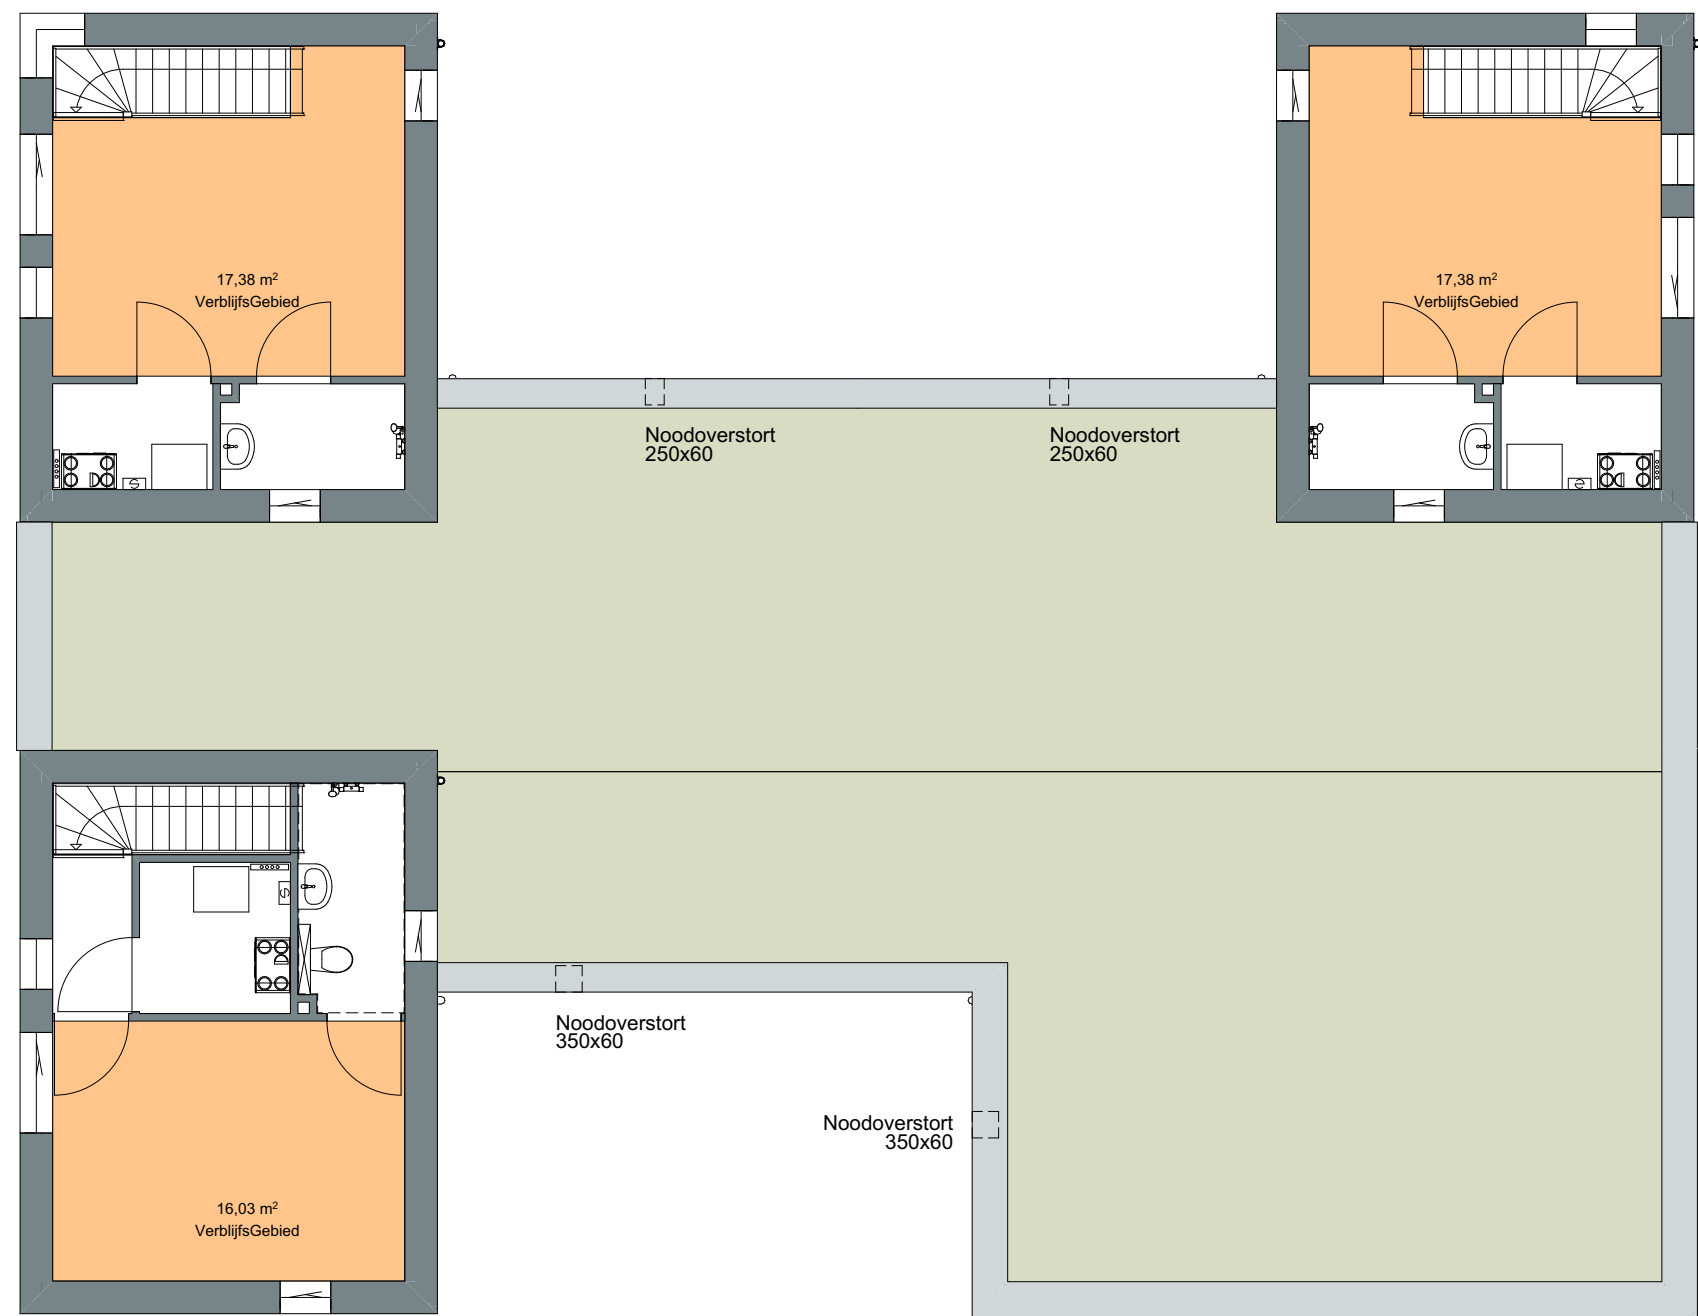 17,38 m²
VerblijfsGebied
17,38 m²
VerblijfsGebied
Noodoverstort
250x60
Noodoverstort
250x60
Noodoverstort
350x60
Noodoverstort
350x60
16,03 m²
VerblijfsGebied